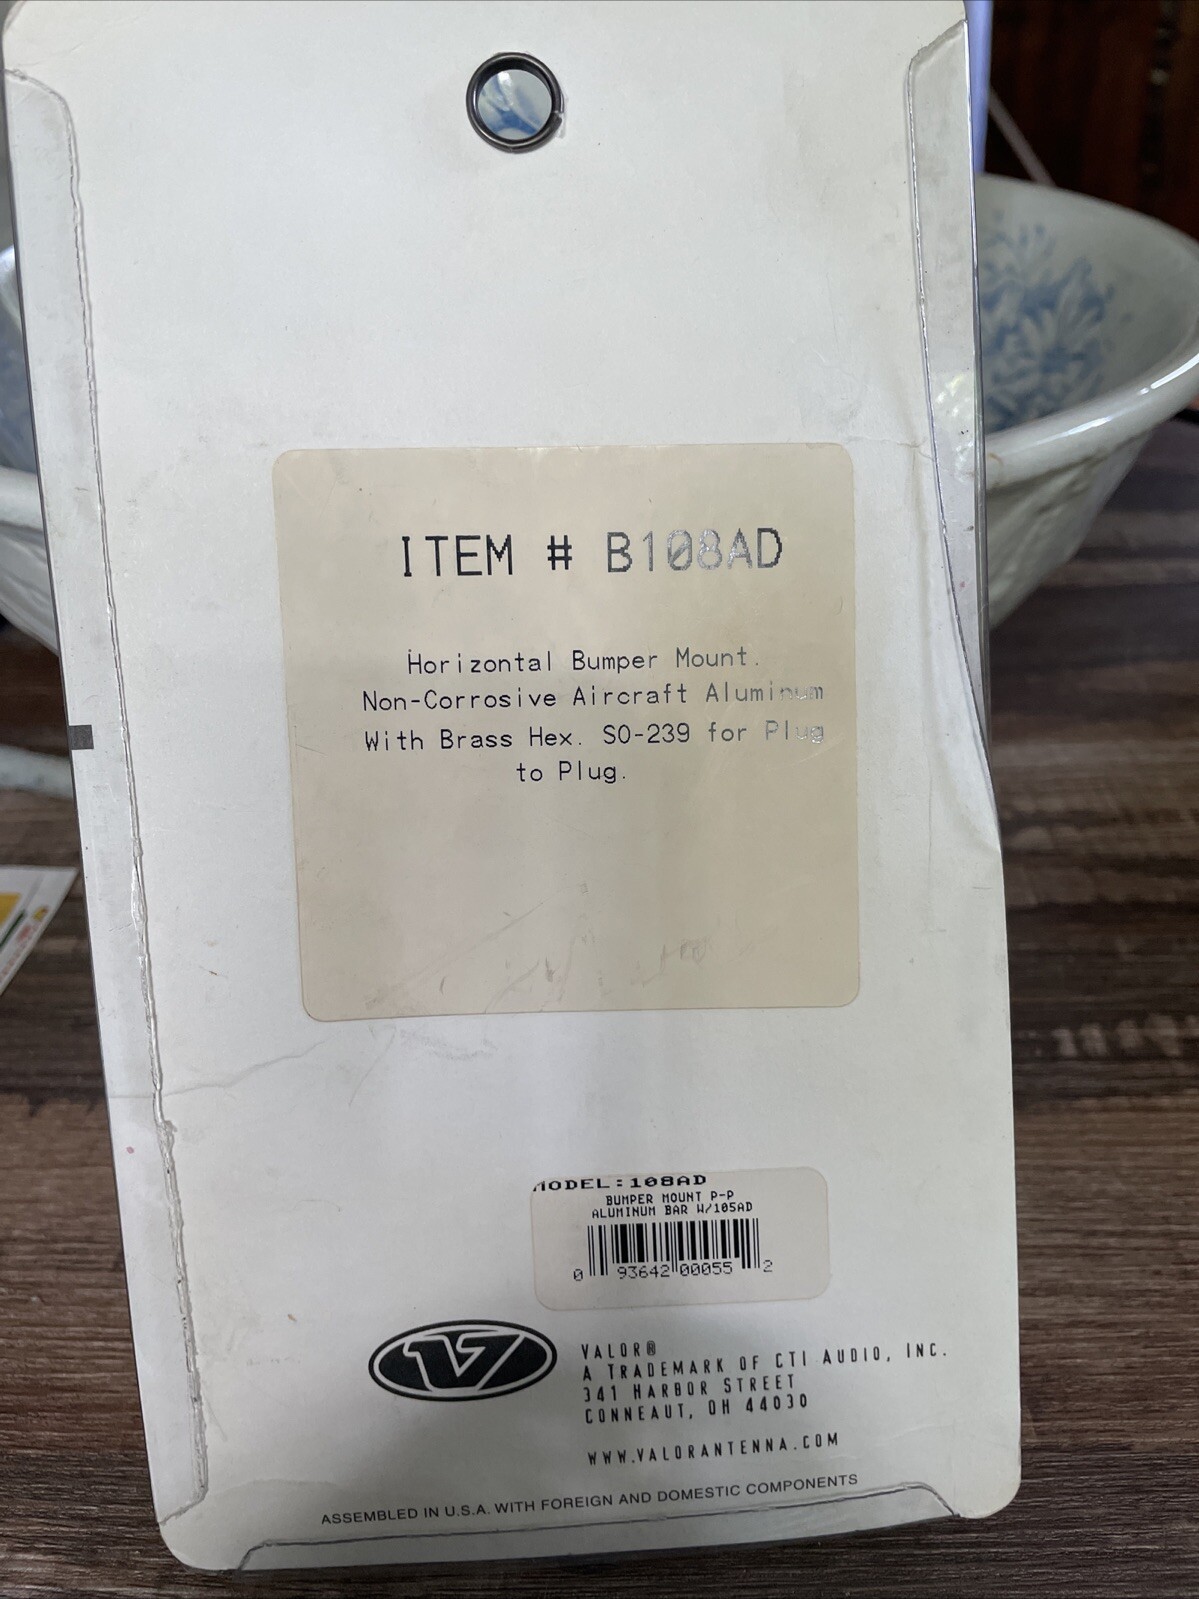 ITEM # B108AD
Horizontal Bumper Mount.
Non-Corrosive Aircraft Aluminum
With Brass Hex. SO-239 for Plug
to Plug.
MODEL:108AD
BUMPER MOUNT P-P
ALUMINUM BAR W/105AD
0 93642 00055 2
V
VALOR®
A TRADEMARK OF CTI AUDIO, INC.
341 HARBOR STREET
CONNEAUT, OH 44030
WWW.VALORANTENNA.COM
ASSEMBLED IN U.S.A. WITH FOREIGN AND DOMESTIC COMPONENTS